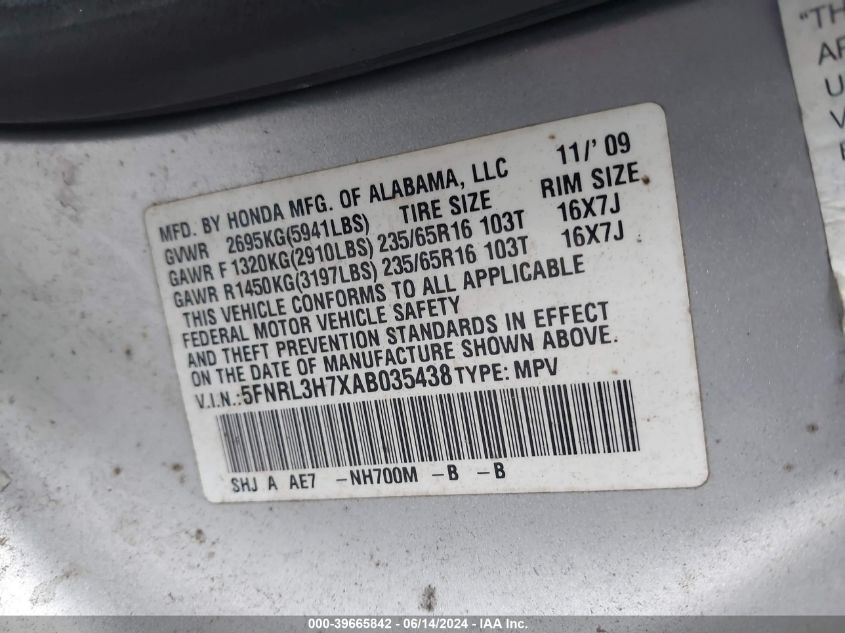 MFD. BY HONDA MFG. OF ALABAMA, LLC 11/' 09
GVWR 2695KG(5941LBS) TIRE SIZE RIM SIZE
GAWR F 1320KG(2910LBS) 235/65R16 103T 16X7J
GAWR R1450KG(3197LBS) 235/65R16 103T 16X7J
THIS VEHICLE CONFORMS TO ALL APPLICABLE
FEDERAL MOTOR VEHICLE SAFETY
AND THEFT PREVENTION STANDARDS IN EFFECT
ON THE DATE OF MANUFACTURE SHOWN ABOVE.
V.I.N.:5FNRL3H7XAB035438 TYPE: MPV
SHJ A AE7 -NH700M -B -B
"TH
AF
U
V
000-39665842 / 06/14/2024 / IAA Inc.